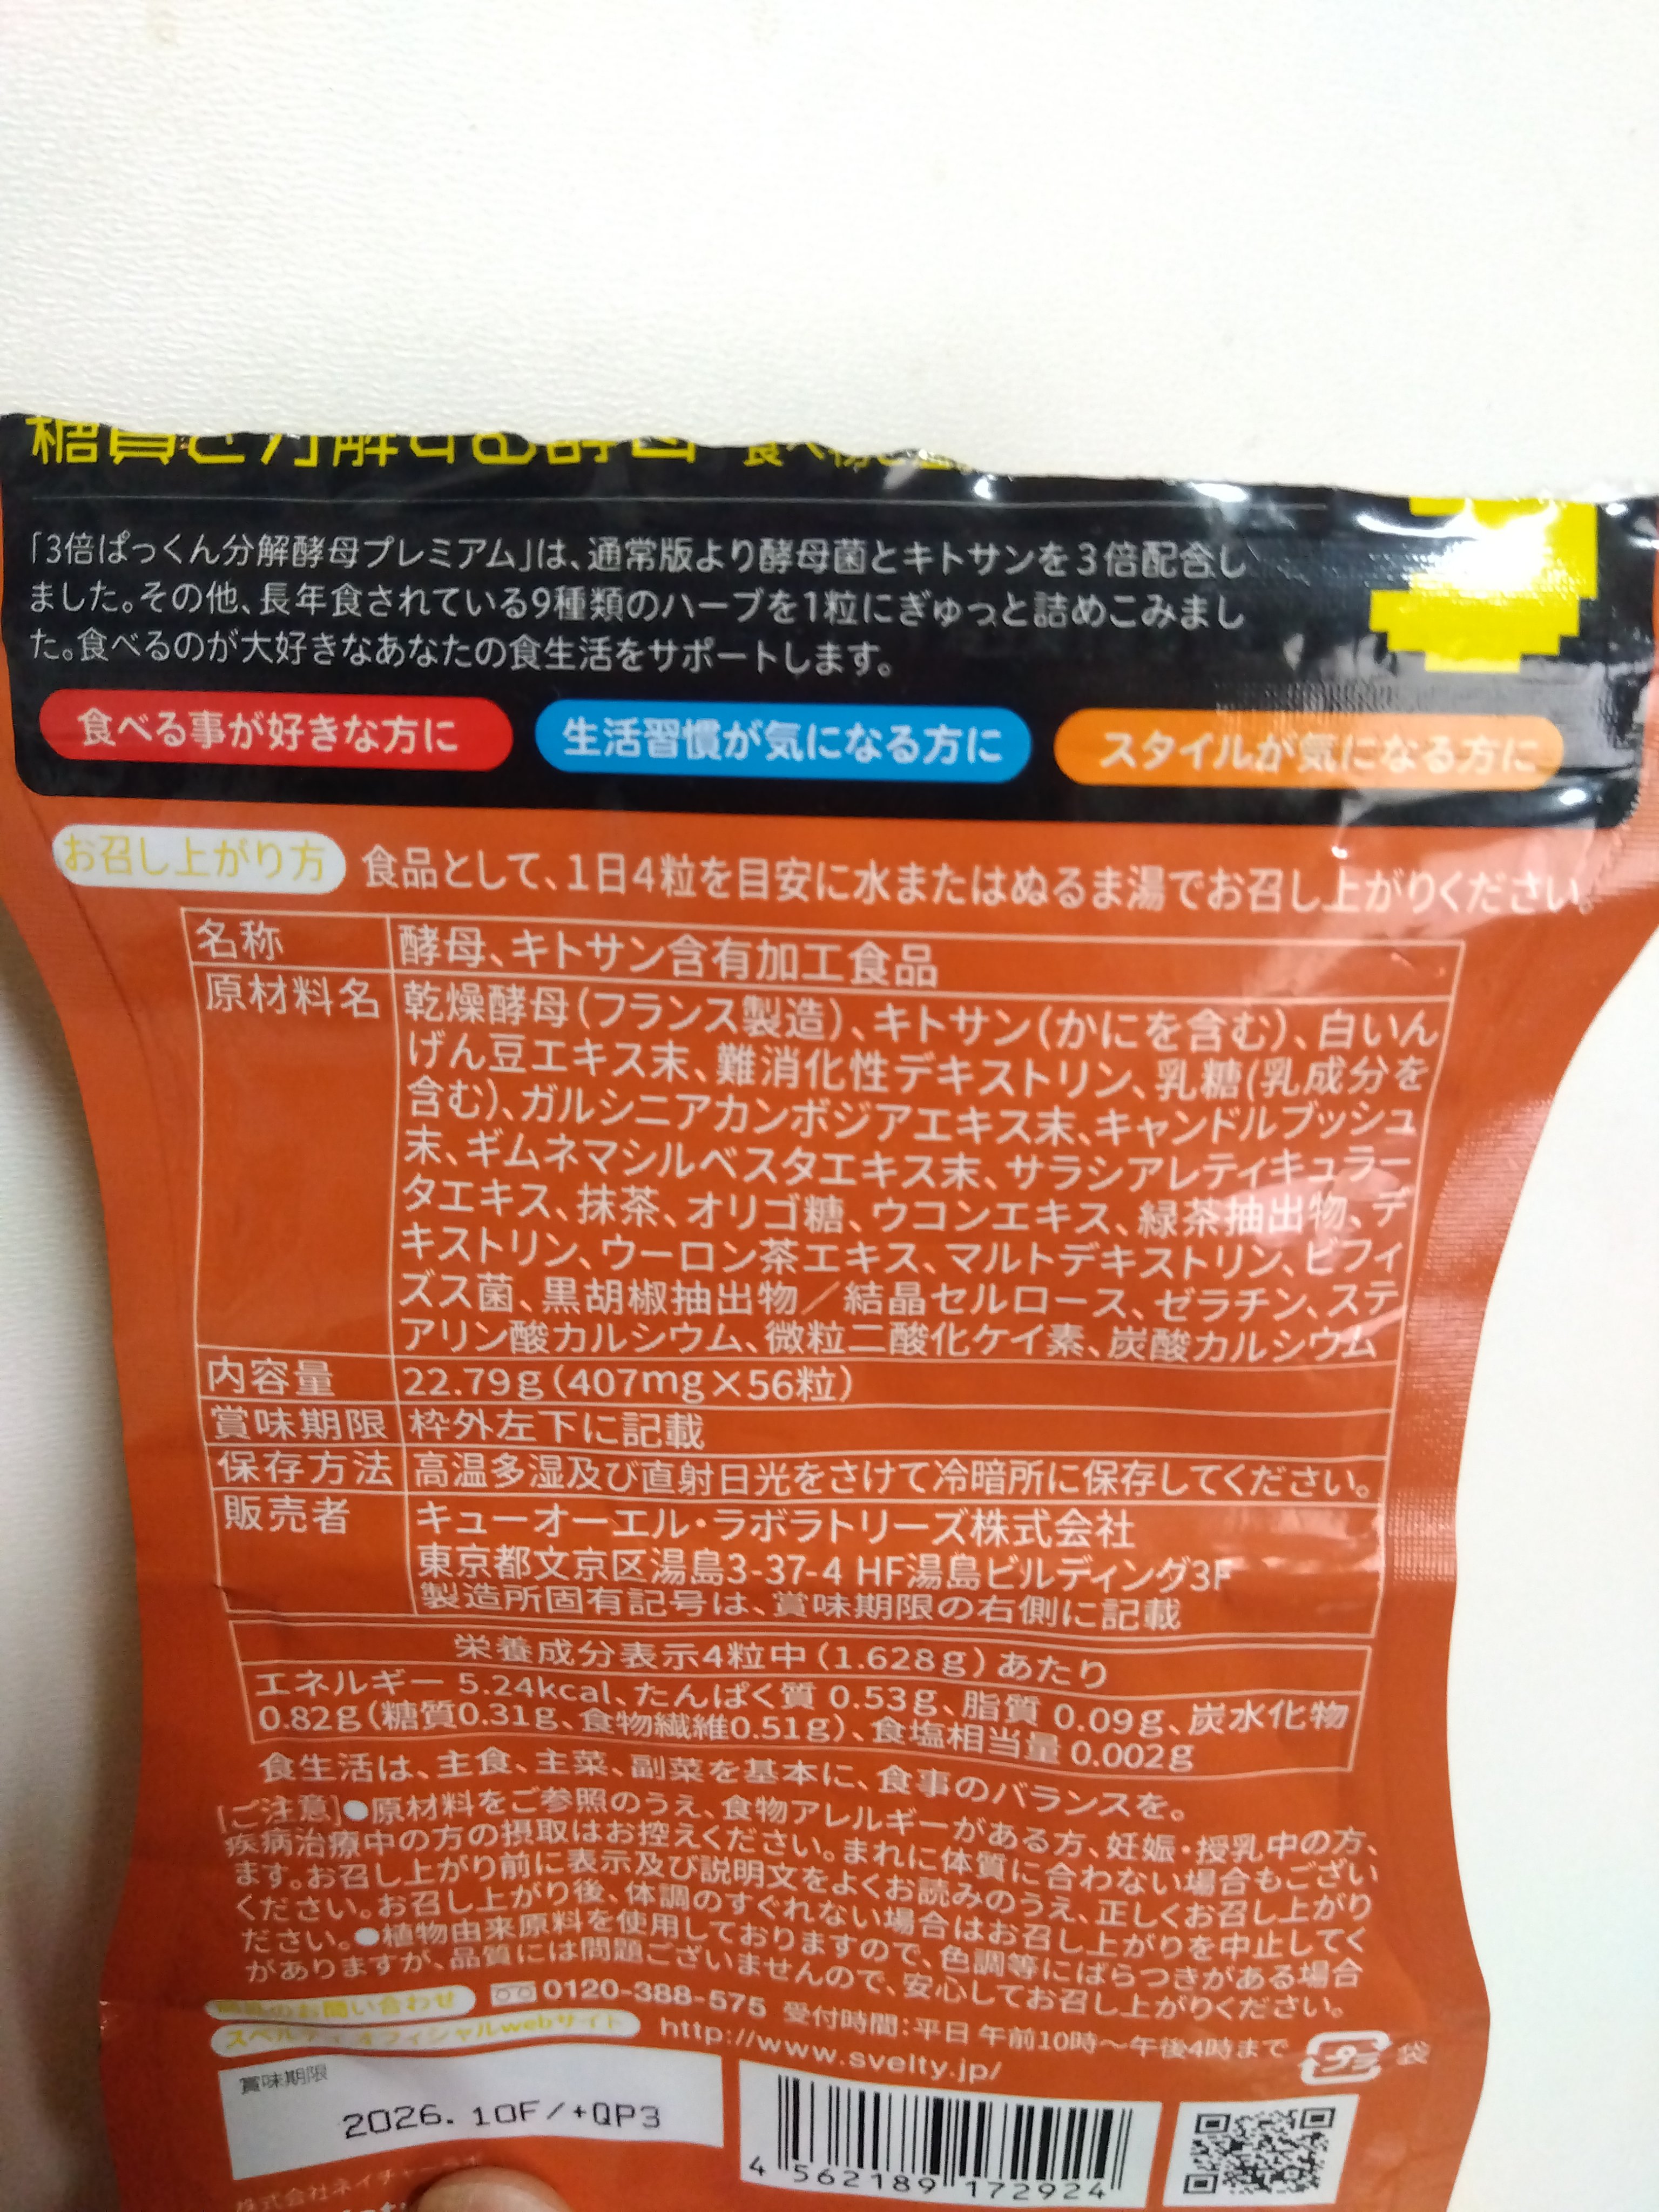 「3倍ぱっくん分解酵母プレミアム」は、通常版より酵母菌とキトサンを3倍配合し
ました。その他、長年食されている9種類のハーブを1粒にぎゅっと詰めこみまし
た。食べるのが大好きなあなたの食生活をサポートします。
食べる事が好きな方に
生活習慣が気になる方に
スタイルが気になる方に
お召し上がり方 食品として、1日4粒を目安に水またはぬるま湯でお召し上がりください。
名称 酵母、キトサン含有加工食品
原材料名 乾燥酵母(フランス製造)、キトサン(かにを含む)、白いん
げん豆エキス末、難消化性デキストリン、乳糖(乳成分を
含む)、ガルシニアカンボジアエキス末、キャンドルブッシュ
末、ギムネマシルベスタエキス末、サラシアレティキュラー
タエキス、抹茶、オリゴ糖、ウコンエキス、緑茶抽出物、デ
キストリン、ウーロン茶エキス、マルトデキストリン、ビフィ
ズス菌、黒胡椒抽出物/結晶セルロース、ゼラチン、ステ
アリン酸カルシウム、微粒二酸化ケイ素、炭酸カルシウム
内容量 22.79g(407mg×56粒)
賞味期限 枠外左下に記載
保存方法 高温多湿及び直射日光をさけて冷暗所に保存してください。
販売者 キューオーエル・ラボラトリーズ株式会社
東京都文京区湯島3-37-4 HF湯島ビルディング3F
製造所固有記号は、賞味期限の右側に記載
栄養成分表示4粒中(1.628g)あたり
エネルギー 5.24kcal、たんぱく質 0.53g、脂質 0.09g、炭水化物
0.82g(糖質0.31g、食物繊維0.51g)、食塩相当量 0.002g
食生活は、主食、主菜、副菜を基本に、食事のバランスを。
[ご注意]●原材料をご参照のうえ、食物アレルギーがある方、妊娠・授乳中の方、
疾病治療中の方の摂取はお控えください。まれに体質に合わない場合もござい
ます。お召し上がり前に表示及び説明文をよくお読みのうえ、正しくお召し上がり
ください。お召し上がり後、体調のすぐれない場合はお召し上がりを中止してく
ださい。●植物由来原料を使用しておりますので、色調等にばらつきがある場合
がありますが、品質には問題ございませんので、安心してお召し上がりください。
のお問い合わせ 0120-388-575 受付時間:平日 午前10時～午後4時まで
スベルティ オフィシャルwebサイト http://www.svelty.jp/
プラ 袋
賞味期限
2026.10F/+QP3
4 562189 172924
株式会社ネイチャー